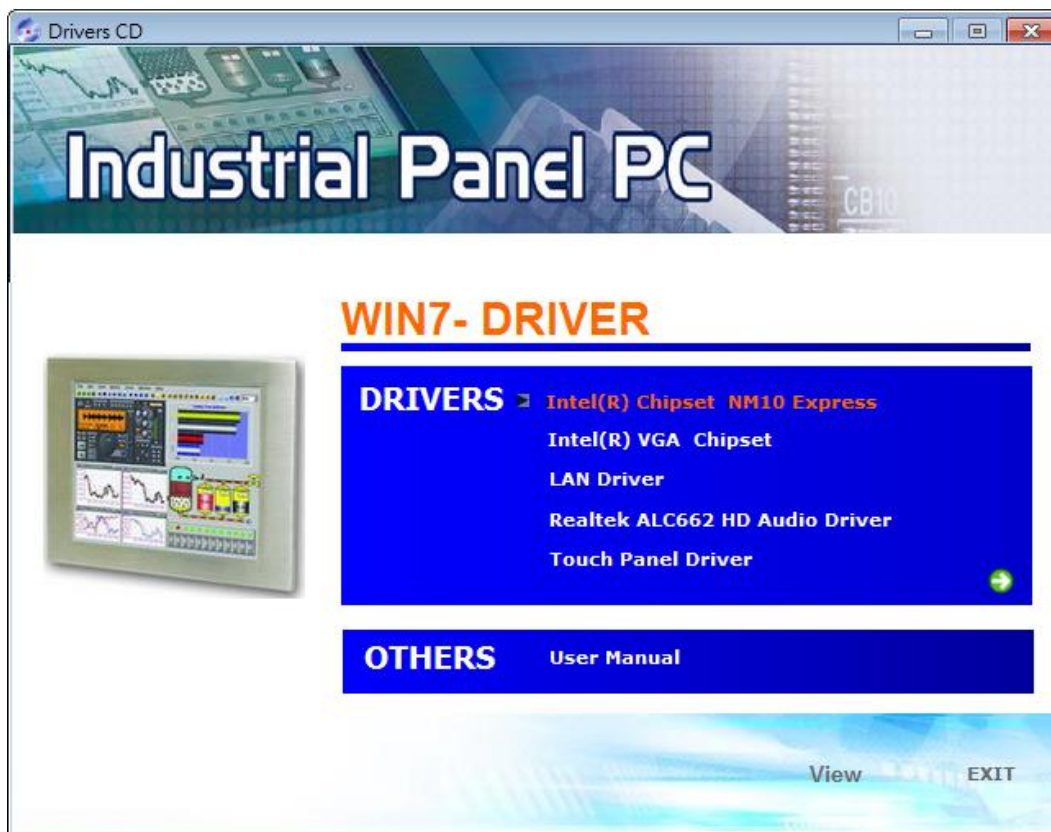 Drivers CD
Industrial Panel PC
CB10
WIN7- DRIVER
DRIVERS
Intel(R) Chipset NM10 Express
Intel(R) VGA Chipset
LAN Driver
Realtek ALC662 HD Audio Driver
Touch Panel Driver
OTHERS
User Manual
View
EXIT